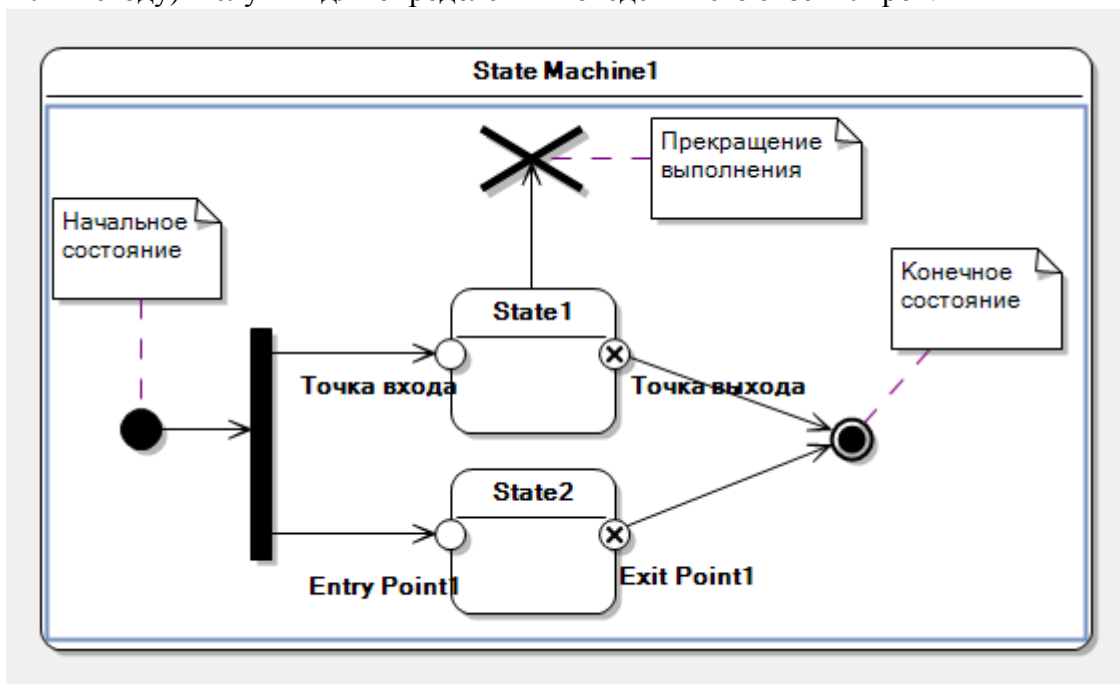 State Machine1
Прекращение
выполнения
Начальное
состояние
Конечное
состояние
State1
Точка входа
Точка выхода
State2
Entry Point1
Exit Point1